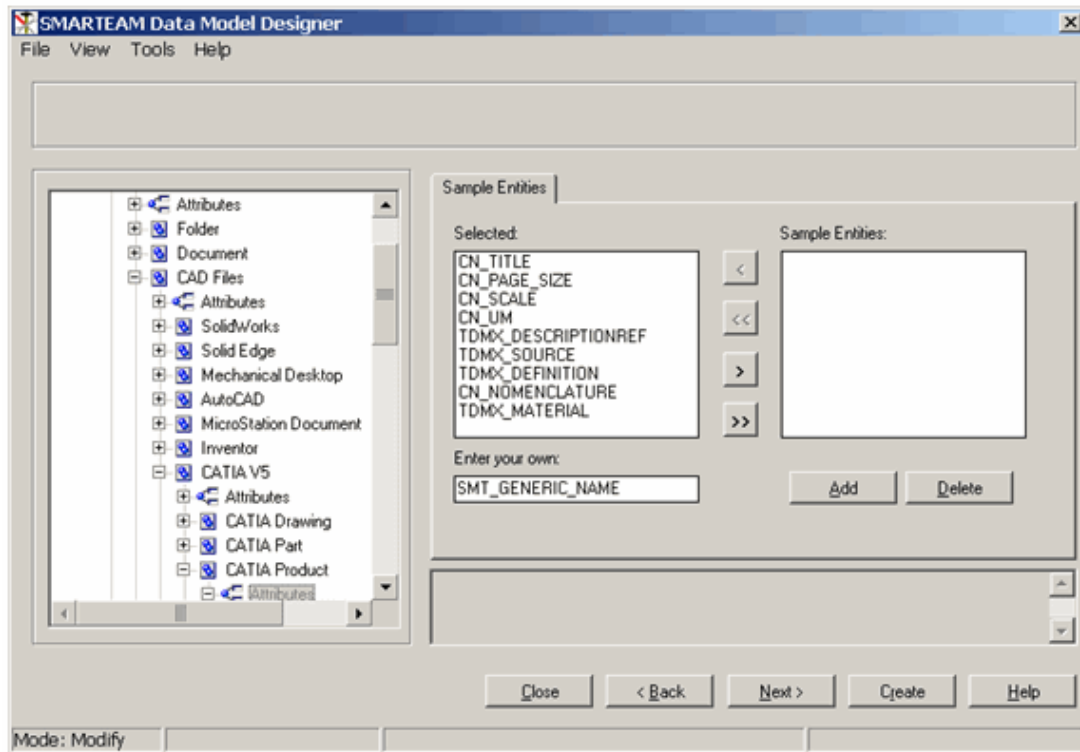 SMARTEAM Data Model Designer
File View Tools Help
Attributes
Folder
Document
CAD Files
Attributes
SolidWorks
Solid Edge
Mechanical Desktop
AutoCAD
MicroStation Document
Inventor
CATIA V5
Attributes
CATIA Drawing
CATIA Part
CATIA Product
Attributes
Sample Entities
Selected:
CN_TITLE
CN_PAGE_SIZE
CN_SCALE
CN_UM
TDMX_DESCRIPTIONREF
TDMX_SOURCE
TDMX_DEFINITION
CN_NOMENCLATURE
TDMX_MATERIAL
<
<<
>
>>
Sample Entities:
Enter your own:
SMT_GENERIC_NAME
Add Delete
Close < Back Next > Create Help
Mode: Modify